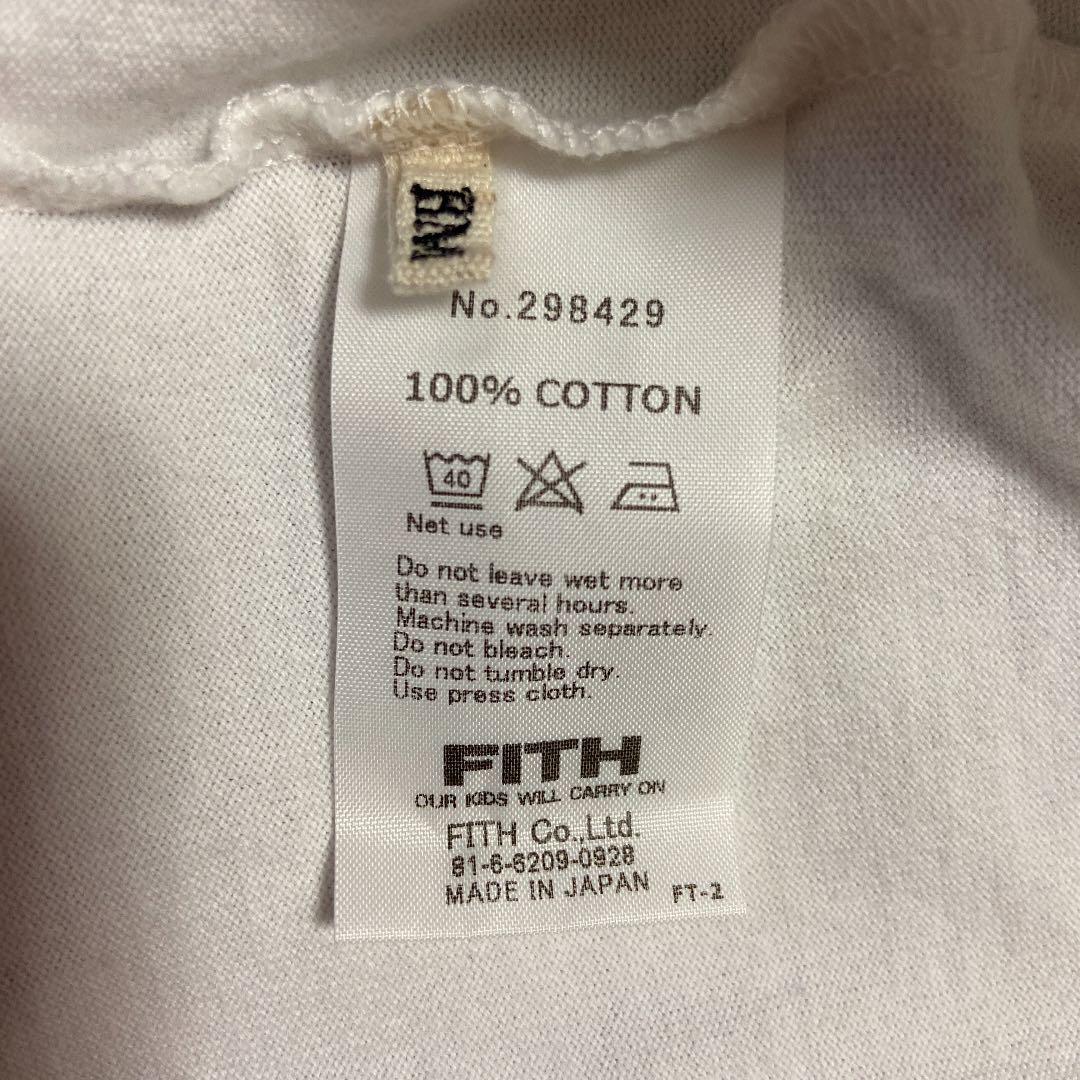 No.298429
100% COTTON
40
Net use
Do not leave wet more
than several hours.
Machine wash separately.
Do not bleach.
Do not tumble dry.
Use press cloth.
FITH
OUR KIDS WILL CARRY ON
FITH Co.,Ltd.
81-6-6209-0928
MADE IN JAPAN FT-2